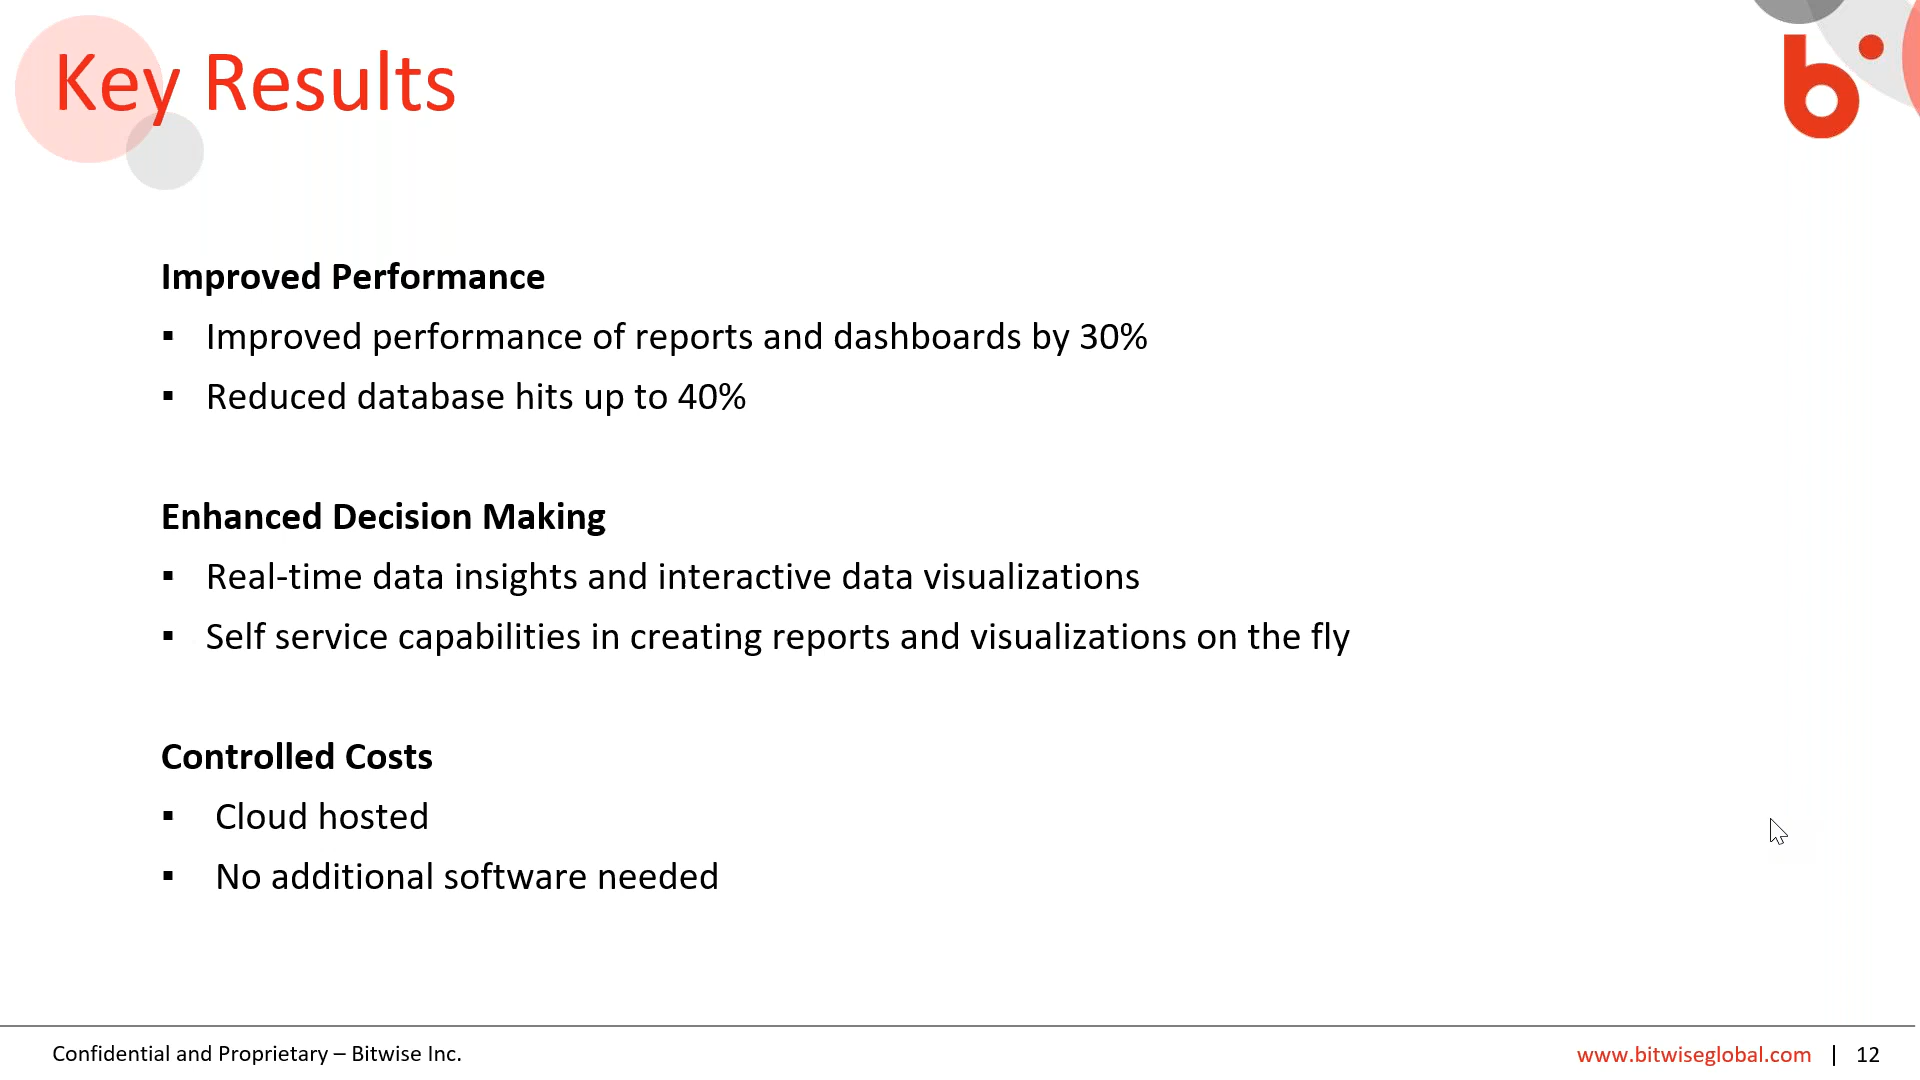 Key Results
b
Improved Performance
▪ Improved performance of reports and dashboards by 30%
▪ Reduced database hits up to 40%
Enhanced Decision Making
▪ Real-time data insights and interactive data visualizations
▪ Self service capabilities in creating reports and visualizations on the fly
Controlled Costs
▪ Cloud hosted
▪ No additional software needed
Confidential and Proprietary – Bitwise Inc.
www.bitwiseglobal.com | 12